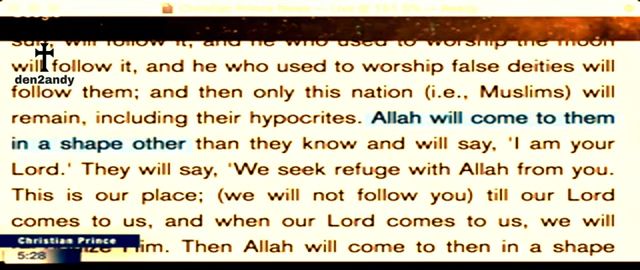 will follow it, and he who used to worship the moon
will follow it, and he who used to worship false deities will
den2andy
follow them; and then only this nation (i.e., Muslims) will
remain, including their hypocrites. Allah will come to them
in a shape other than they know and will say, 'I am your
Lord.' They will say, 'We seek refuge with Allah from you.
This is our place; (we will not follow you) till our Lord
comes to us, and when our Lord comes to us, we will
Christian Prince
Him. Then Allah will come to then in a shape
5:28